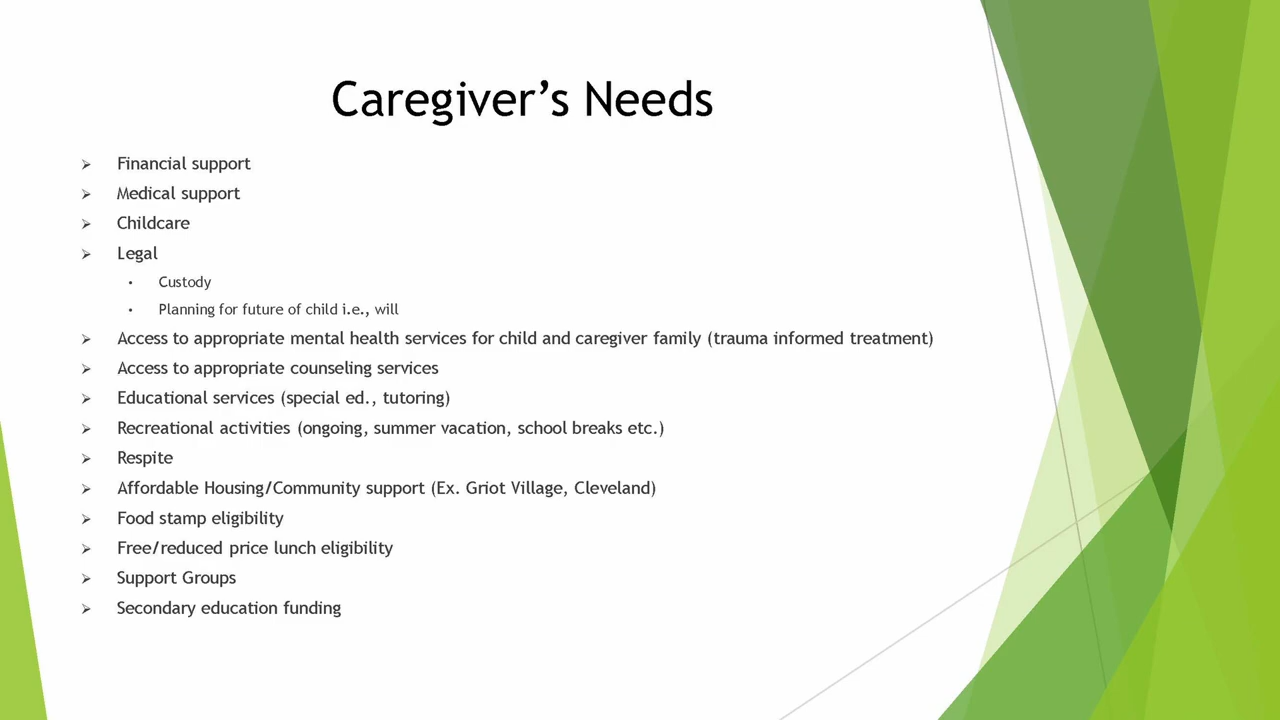 Caregiver’s Needs
➢ Financial support
➢ Medical support
➢ Childcare
➢ Legal
• Custody
• Planning for future of child i.e., will
➢ Access to appropriate mental health services for child and caregiver family (trauma informed treatment)
➢ Access to appropriate counseling services
➢ Educational services (special ed., tutoring)
➢ Recreational activities (ongoing, summer vacation, school breaks etc.)
➢ Respite
➢ Affordable Housing/Community support (Ex. Griot Village, Cleveland)
➢ Food stamp eligibility
➢ Free/reduced price lunch eligibility
➢ Support Groups
➢ Secondary education funding